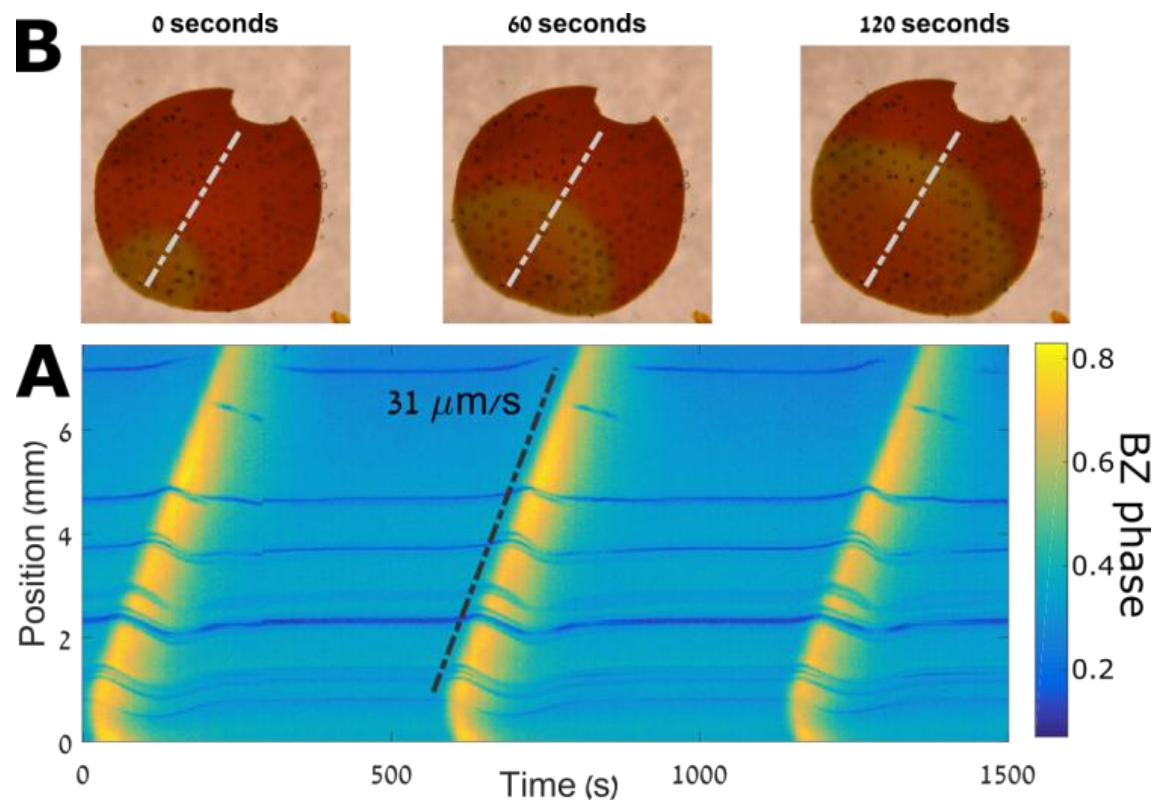 B
0 seconds
60 seconds
120 seconds
A
31 μm/s
Position (mm)
6
4
2
0
0
500
1000
1500
Time (s)
0.8
0.6
0.4
0.2
BZ phase